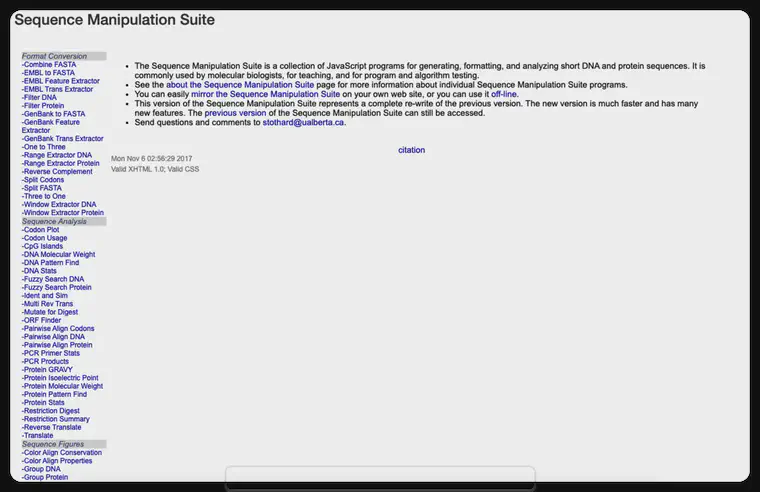 Sequence Manipulation Suite
Format Conversion
-Combine FASTA
-EMBL to FASTA
-EMBL Feature Extractor
-EMBL Trans Extractor
-Filter DNA
-Filter Protein
-GenBank to FASTA
-GenBank Feature
Extractor
-GenBank Trans Extractor
-One to Three
-Range Extractor DNA
-Range Extractor Protein
-Reverse Complement
-Split Codons
-Split FASTA
-Three to One
-Window Extractor DNA
-Window Extractor Protein
Sequence Analysis
-Codon Plot
-Codon Usage
-CpG Islands
-DNA Molecular Weight
-DNA Pattern Find
-DNA Stats
-Fuzzy Search DNA
-Fuzzy Search Protein
-Ident and Sim
-Multi Rev Trans
-Mutate for Digest
-ORF Finder
-Pairwise Align Codons
-Pairwise Align DNA
-Pairwise Align Protein
-PCR Primer Stats
-PCR Products
-Protein GRAVY
-Protein Isoelectric Point
-Protein Molecular Weight
-Protein Pattern Find
-Protein Stats
-Restriction Digest
-Restriction Summary
-Reverse Translate
-Translate
Sequence Figures
-Color Align Conservation
-Color Align Properties
-Group DNA
-Group Protein
• The Sequence Manipulation Suite is a collection of JavaScript programs for generating, formatting, and analyzing short DNA and protein sequences. It is
commonly used by molecular biologists, for teaching, and for program and algorithm testing.
• See the about the Sequence Manipulation Suite page for more information about individual Sequence Manipulation Suite programs.
• You can easily mirror the Sequence Manipulation Suite on your own web site, or you can use it off-line.
• This version of the Sequence Manipulation Suite represents a complete re-write of the previous version. The new version is much faster and has many
new features. The previous version of the Sequence Manipulation Suite can still be accessed.
• Send questions and comments to stothard@ualberta.ca.
citation
Mon Nov 6 02:56:29 2017
Valid XHTML 1.0; Valid CSS